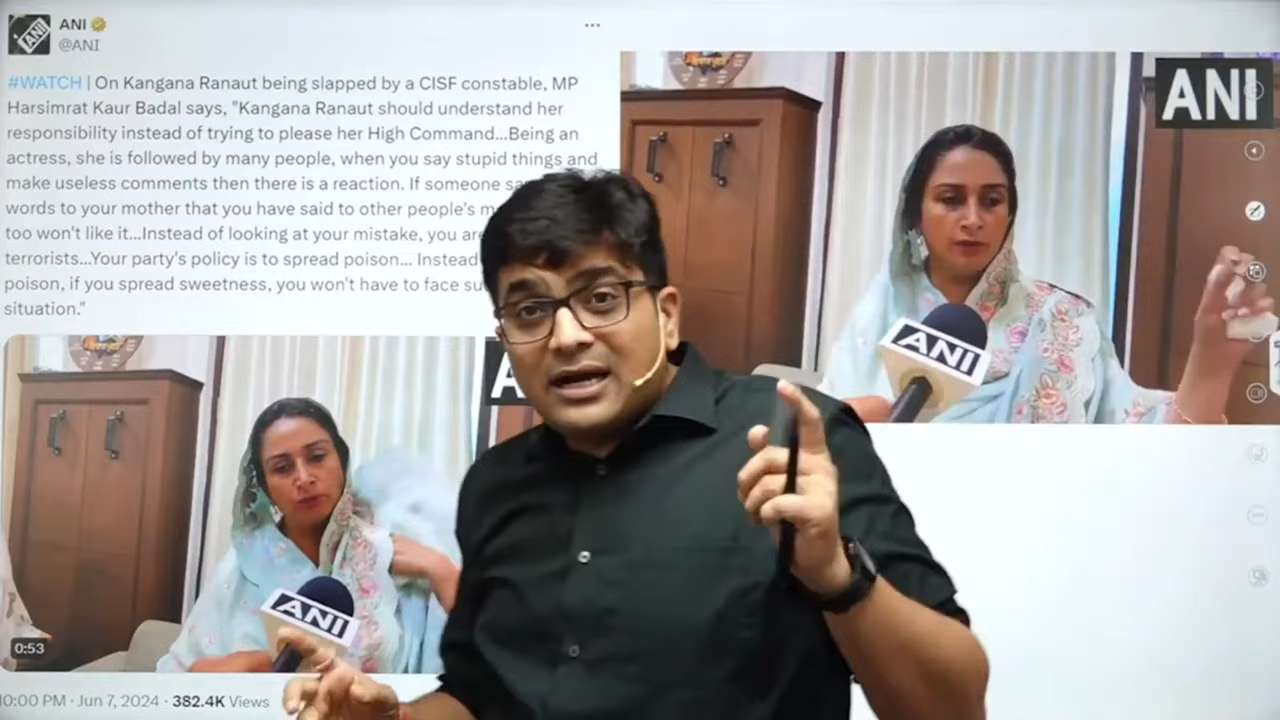 ANI
@ANI
#WATCH | On Kangana Ranaut being slapped by a CISF constable, MP
Harsimrat Kaur Badal says, "Kangana Ranaut should understand her
responsibility instead of trying to please her High Command...Being an
actress, she is followed by many people, when you say stupid things and
make useless comments then there is a reaction. If someone
words to your mother that you have said to other people's
too won't like it...Instead of looking at your mistake, you are
terrorists...Your party's policy is to spread poison... Instead
poison, if you spread sweetness, you won't have to face
situation."
ANI
ANI
ANI
ANI
0:53
10:00 PM · Jun 7, 2024 · 382.4K Views